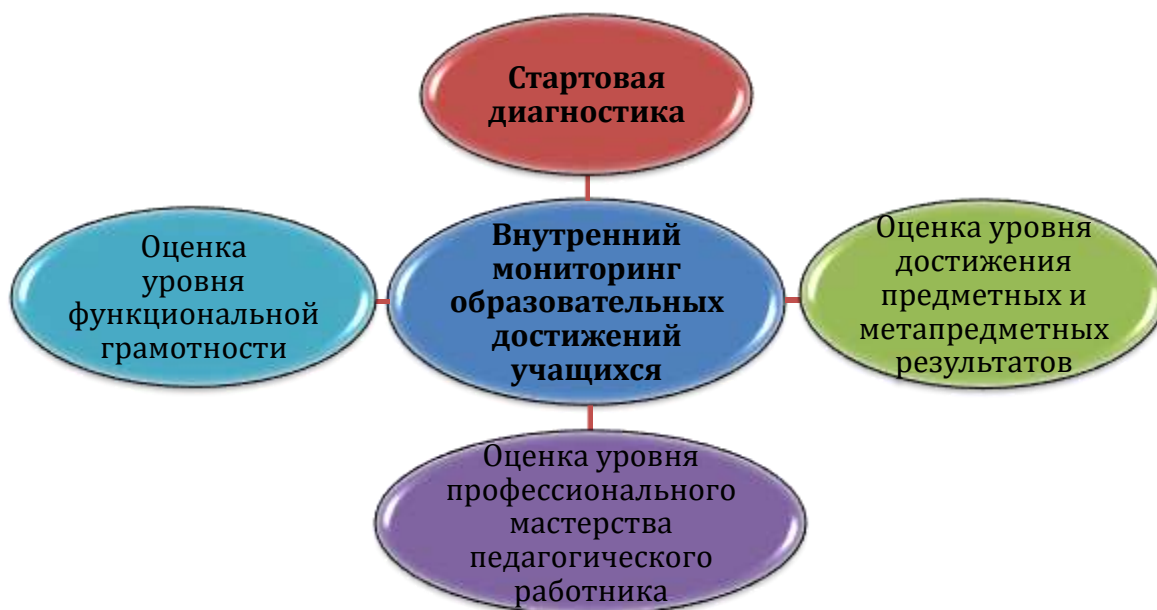 Стартовая
диагностика
Оценка
уровня
функциональной
грамотности
Внутренний
мониторинг
образовательных
достижений
учащихся
Оценка уровня
достижения
предметных и
метапредметных
результатов
Оценка уровня
профессионального
мастерства
педагогического
работника